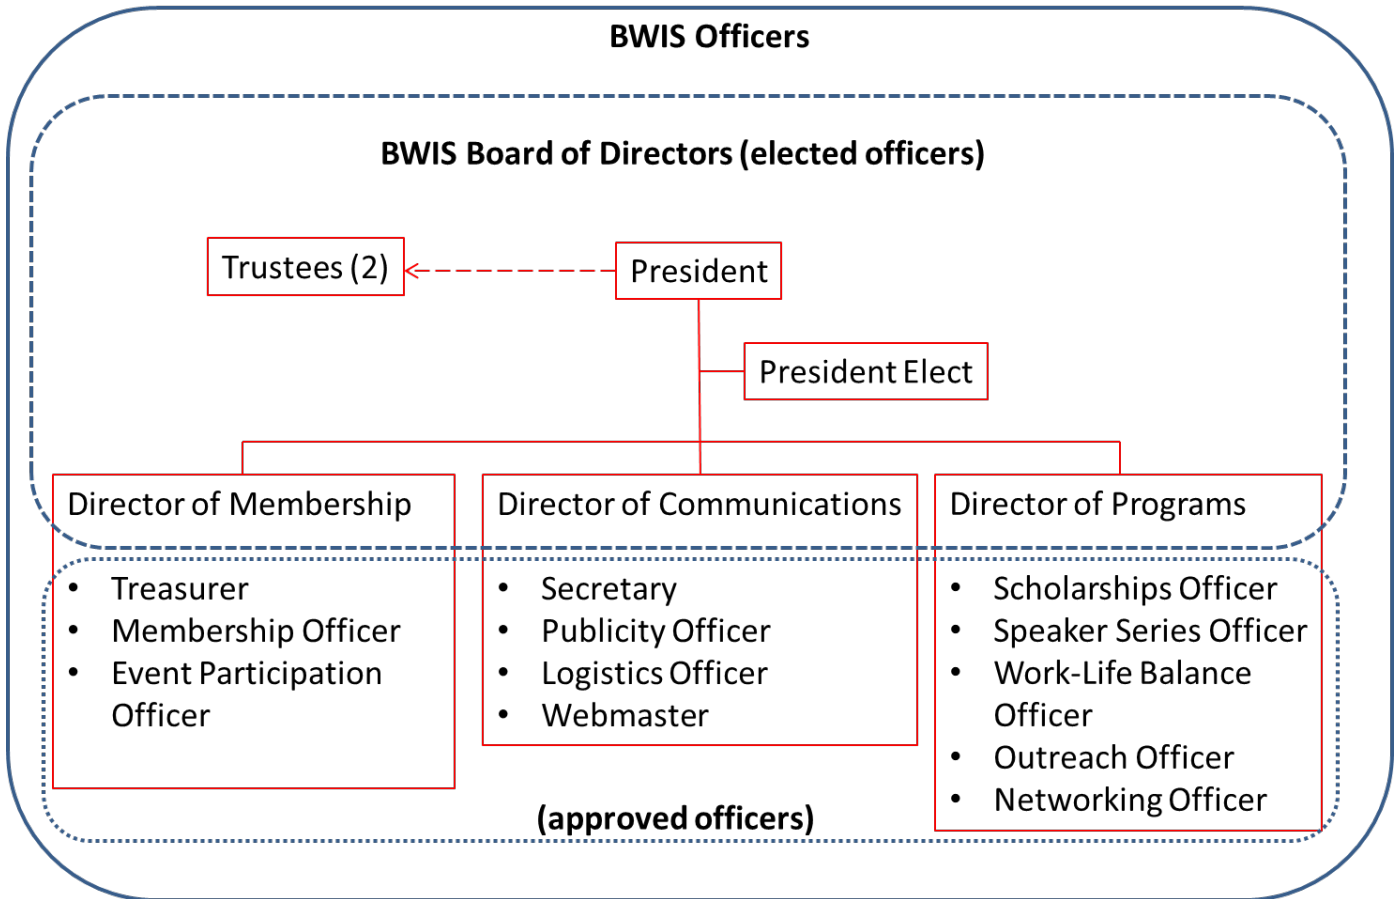 BWIS Officers
BWIS Board of Directors (elected officers)
Trustees (2)
President
President Elect
Director of Membership
• Treasurer
• Membership Officer
• Event Participation
Officer
Director of Communications
• Secretary
• Publicity Officer
• Logistics Officer
• Webmaster
Director of Programs
• Scholarships Officer
• Speaker Series Officer
• Work-Life Balance
Officer
• Outreach Officer
• Networking Officer
(approved officers)